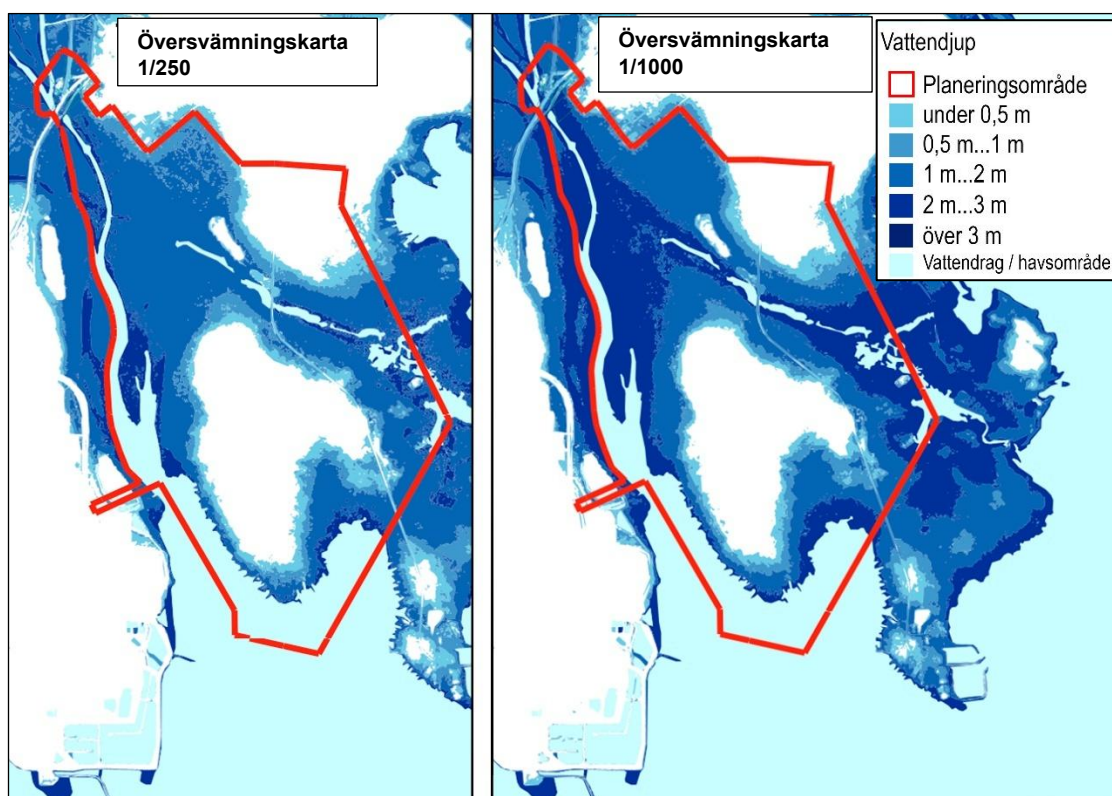 Översvämningskarta
1/250
Översvämningskarta
1/1000
Vattendjup
Planeringsområde
under 0,5 m
0,5 m...1 m
1 m...2 m
2 m...3 m
över 3 m
Vattendrag / havsområde